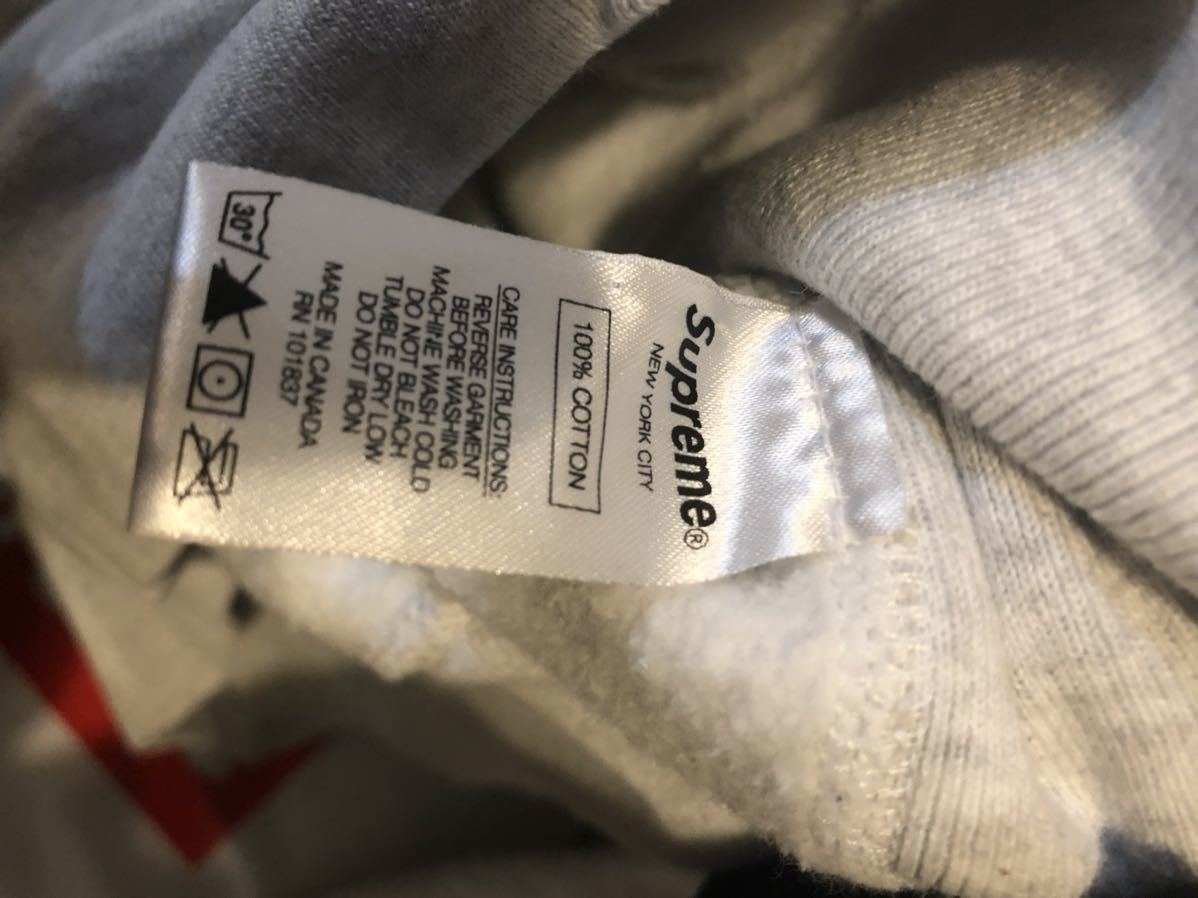 Supreme®
NEW YORK CITY
100% COTTON
CARE INSTRUCTIONS:
REVERSE GARMENT
BEFORE WASHING
MACHINE WASH COLD
DO NOT BLEACH
TUMBLE DRY LOW
DO NOT IRON
MADE IN CANADA
RN 101837
30°